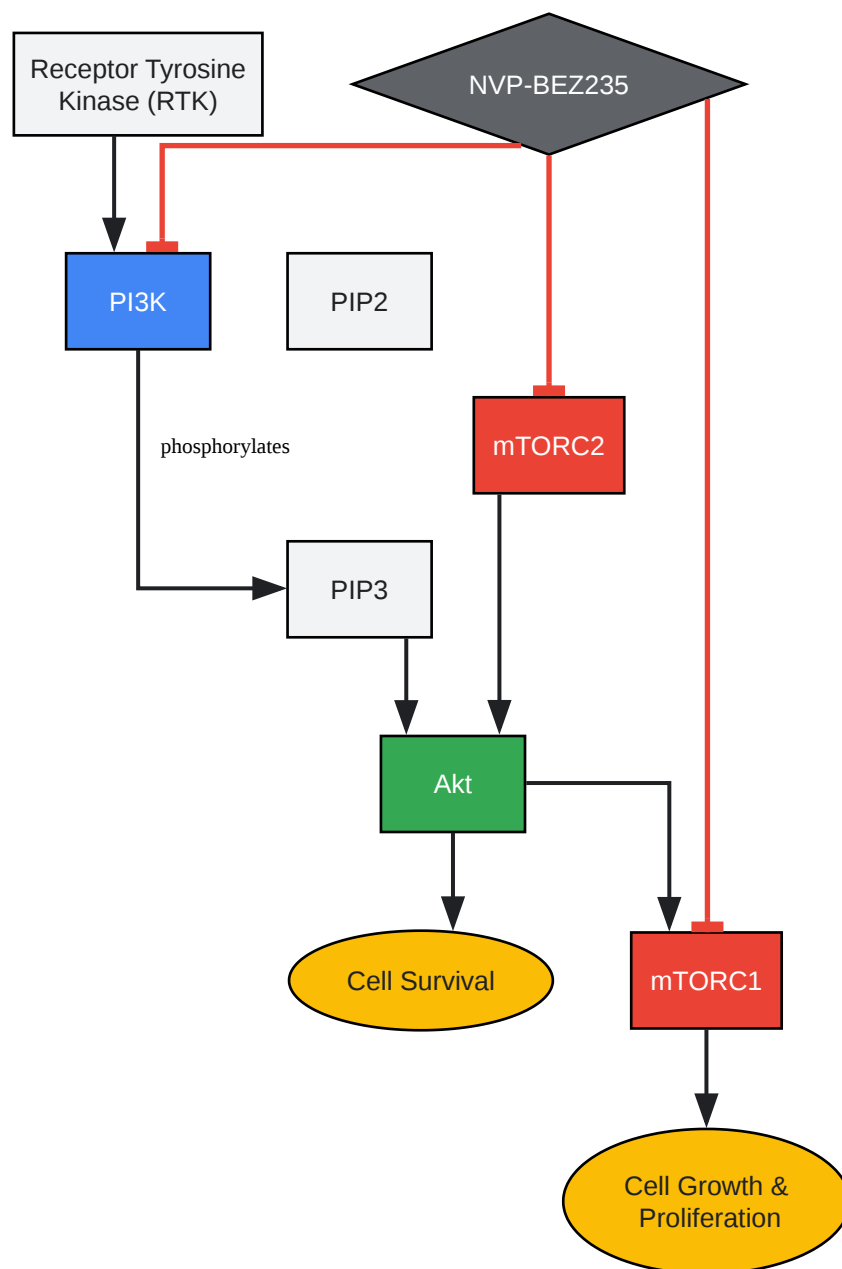 Receptor Tyrosine
Kinase (RTK)
NVP-BEZ235
PI3K
PIP2
phosphorylates
mTORC2
PIP3
Akt
Cell Survival
mTORC1
Cell Growth &
Proliferation